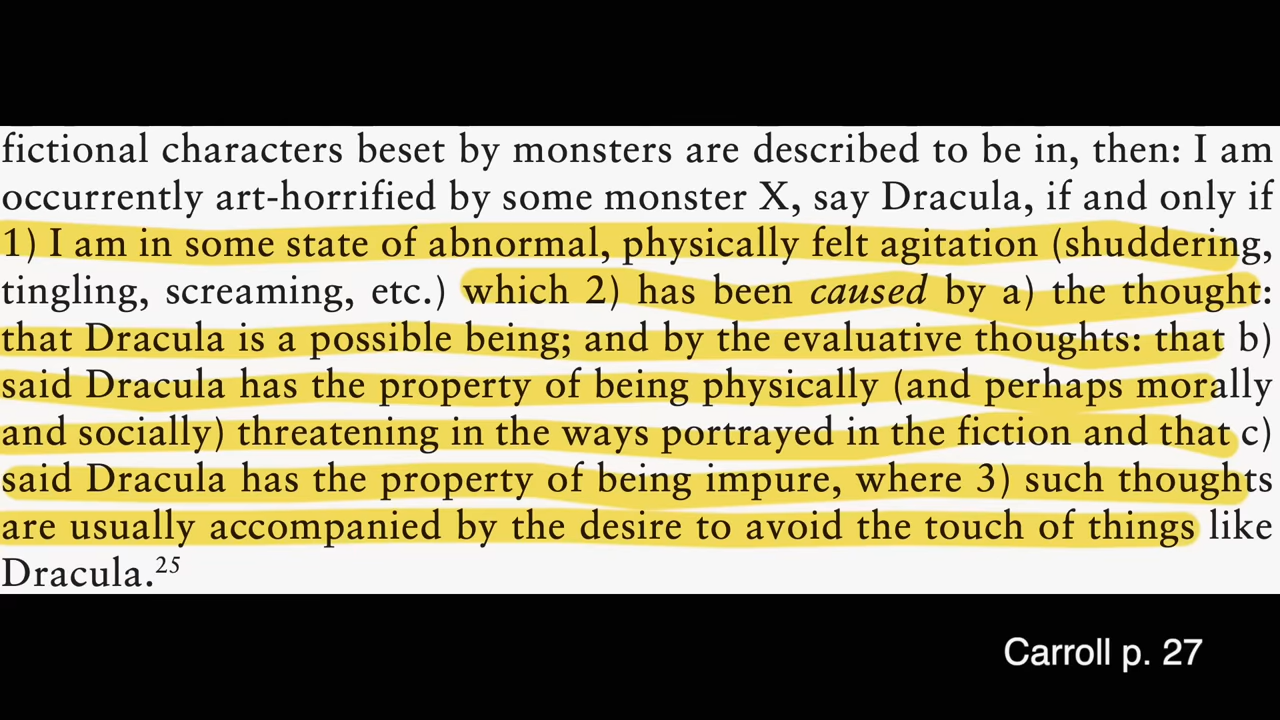 fictional characters beset by monsters are described to be in, then: I am
occurrently art-horrified by some monster X, say Dracula, if and only if
1) I am in some state of abnormal, physically felt agitation (shuddering,
tingling, screaming, etc.) which 2) has been caused by a) the thought:
that Dracula is a possible being; and by the evaluative thoughts: that b)
said Dracula has the property of being physically (and perhaps morally
and socially) threatening in the ways portrayed in the fiction and that c)
said Dracula has the property of being impure, where 3) such thoughts
are usually accompanied by the desire to avoid the touch of things like
Dracula.25
Carroll p. 27